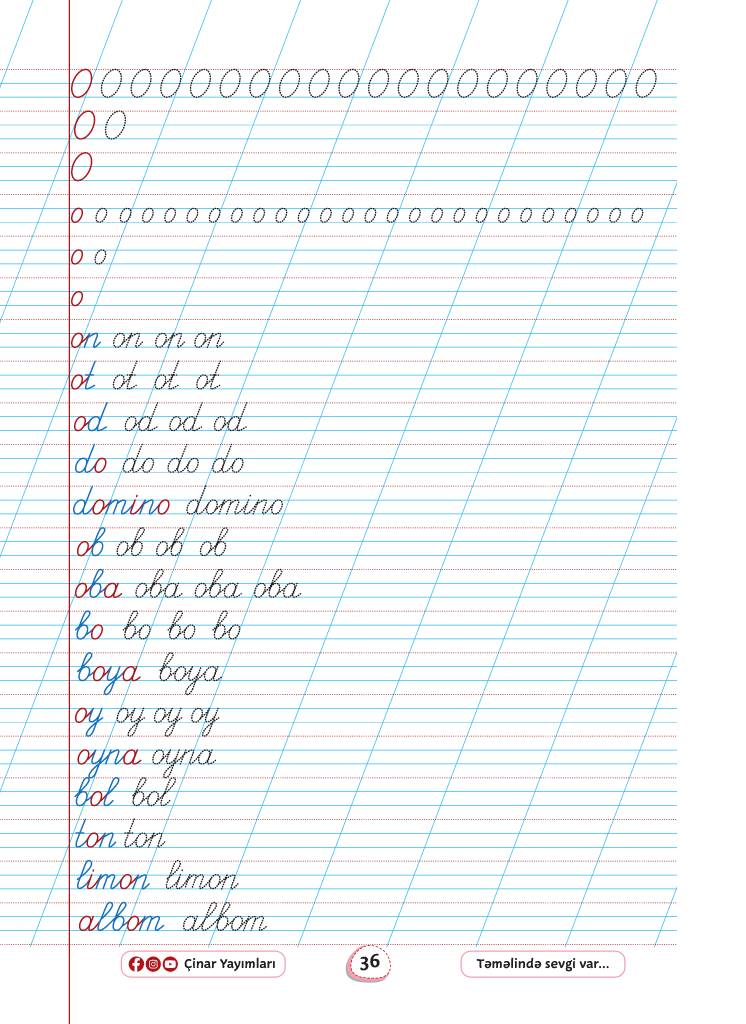 O O O O O O O O O O O O O O O O O O O O
O O
O
o o o o o o o o o o o o o o o o o o o o o o o o o o
o o
o
on on on on
ot ot ot ot
od od od od
do do do do
domino domino
ob ob ob ob
oba oba oba oba
bo bo bo bo
boya boya
oy oy oy oy
oyna oyna
bol bol
ton ton
limon limon
albom albom
Çinar Yayımları 36 Təməlində sevgi var...